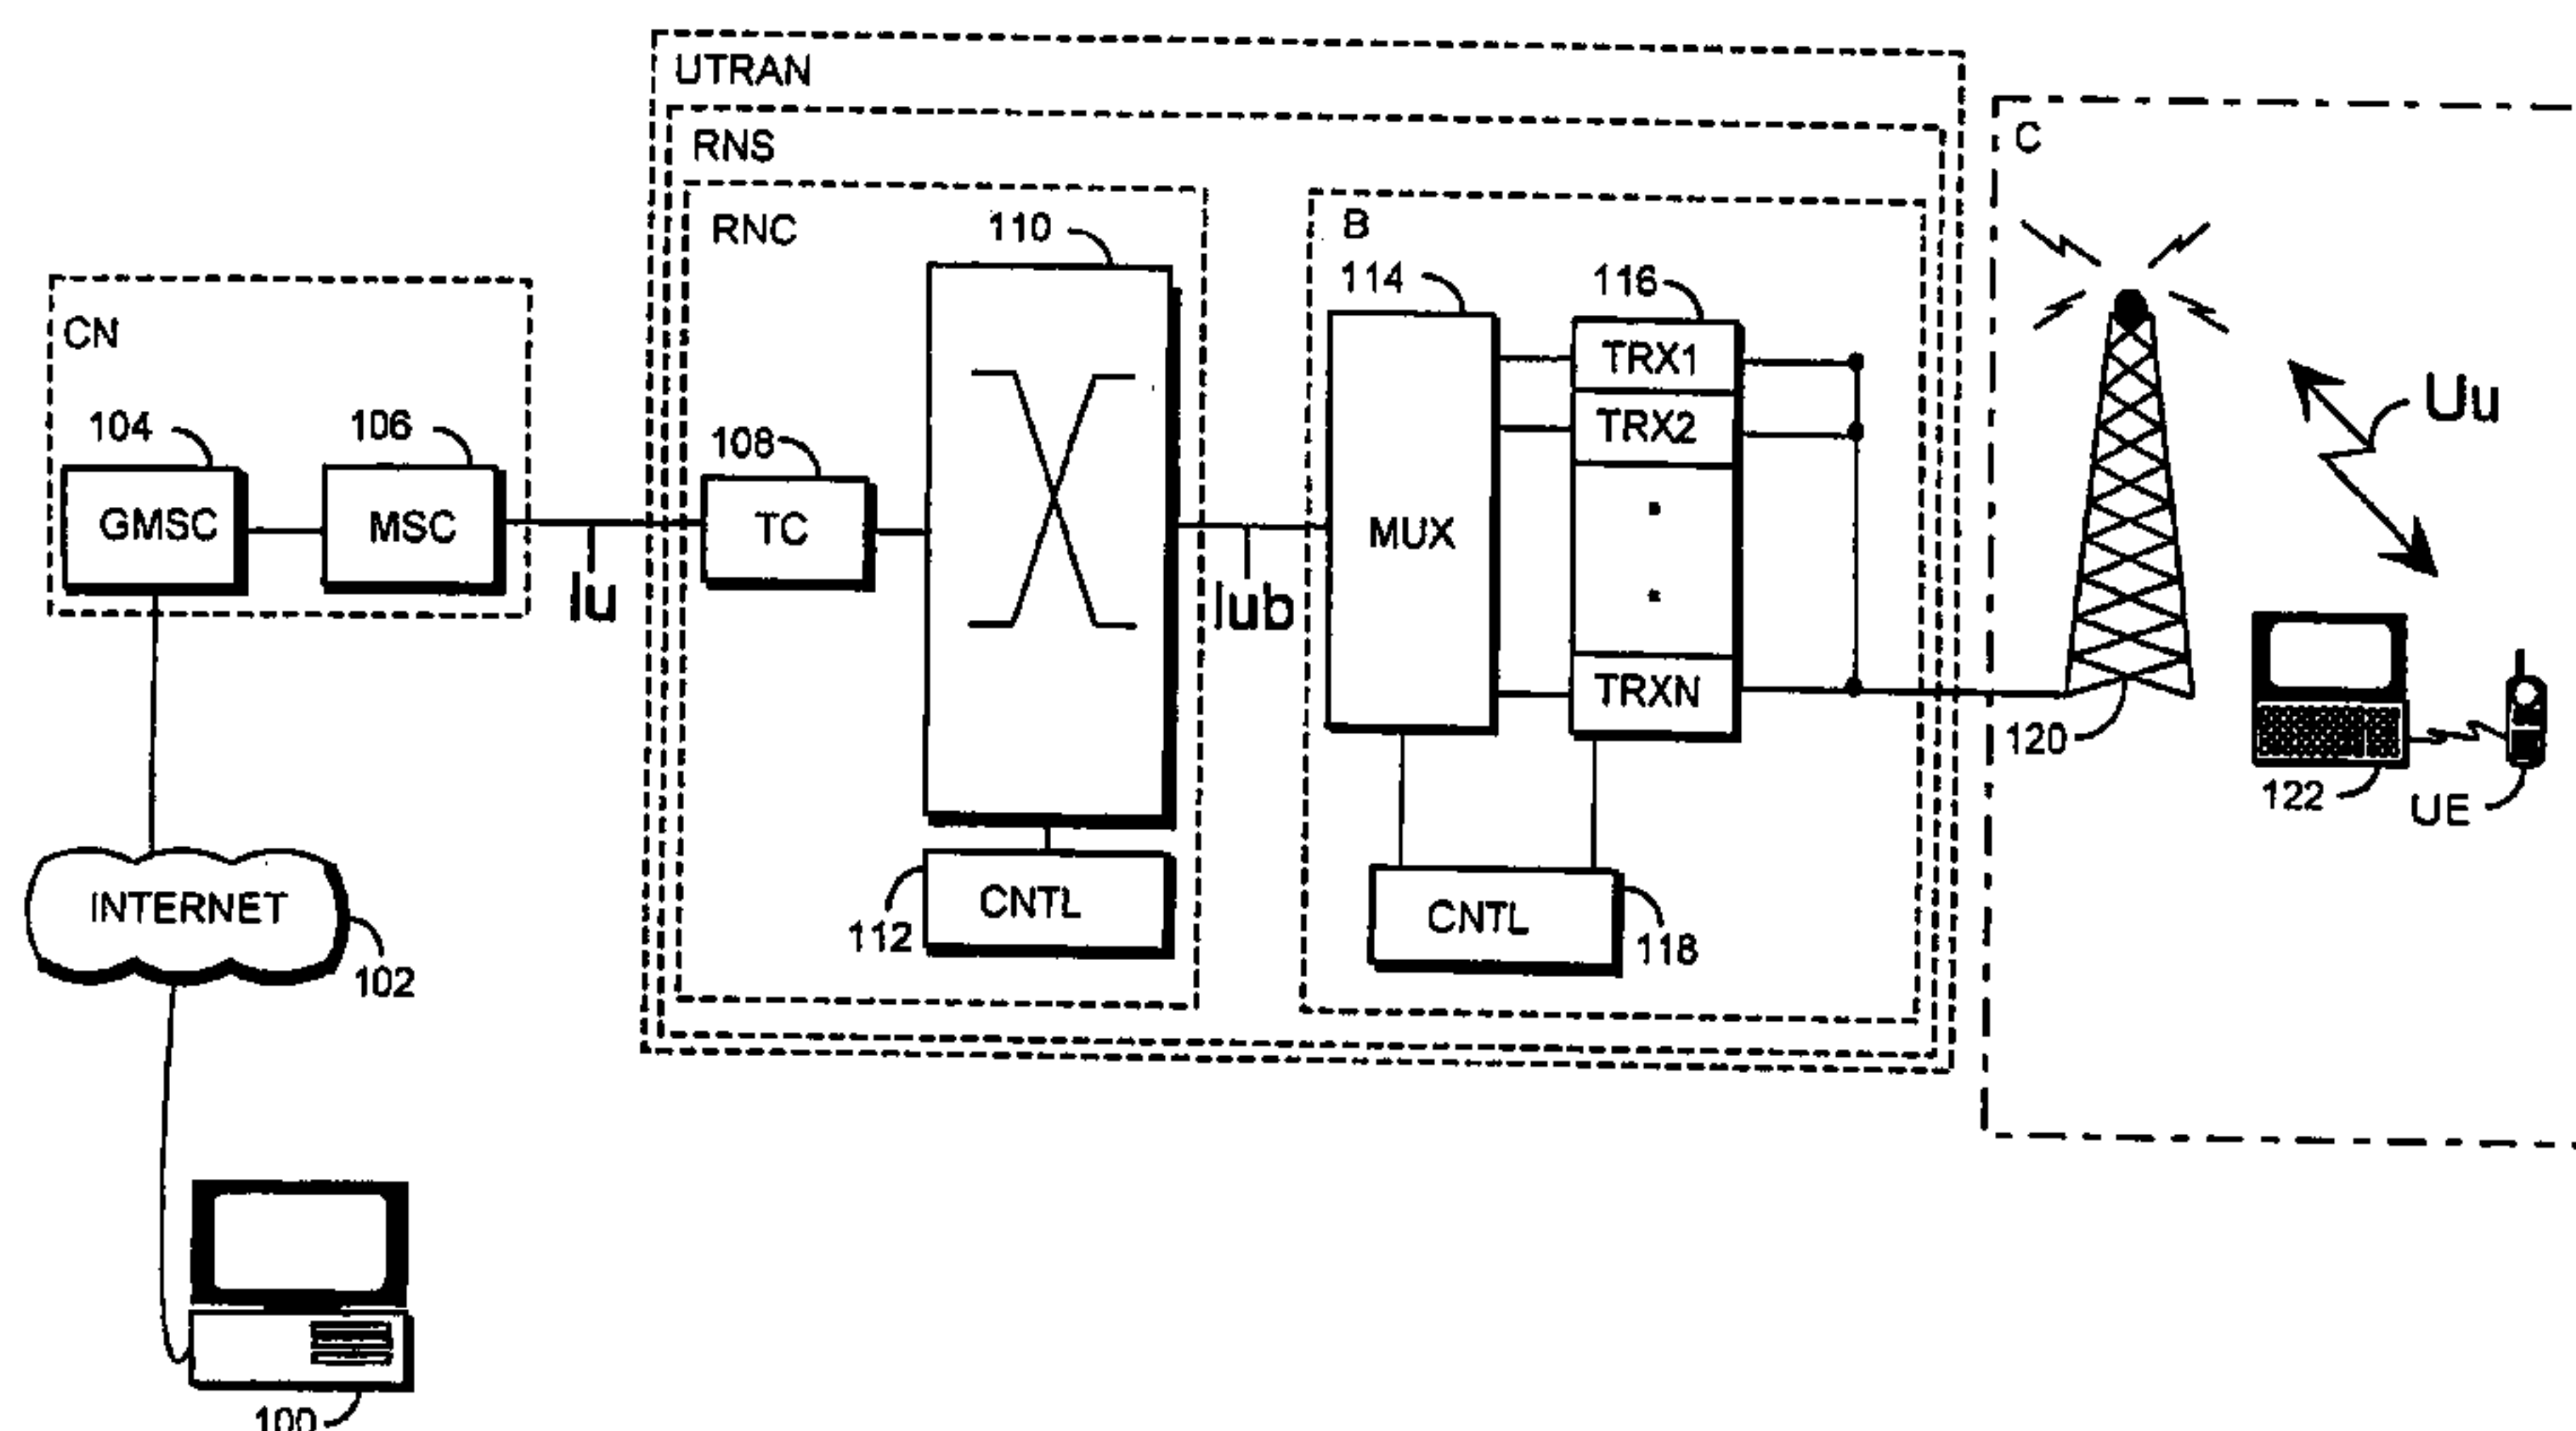 UTRAN
RNS
C
RNC
110
B
114
116
CN
104
106
108
TRX1
TRX2
Uu
GMSC
MSC
TC
MUX
Iu
Iub
TRXN
120
122
UE
INTERNET
102
112
CNTL
CNTL
118
100